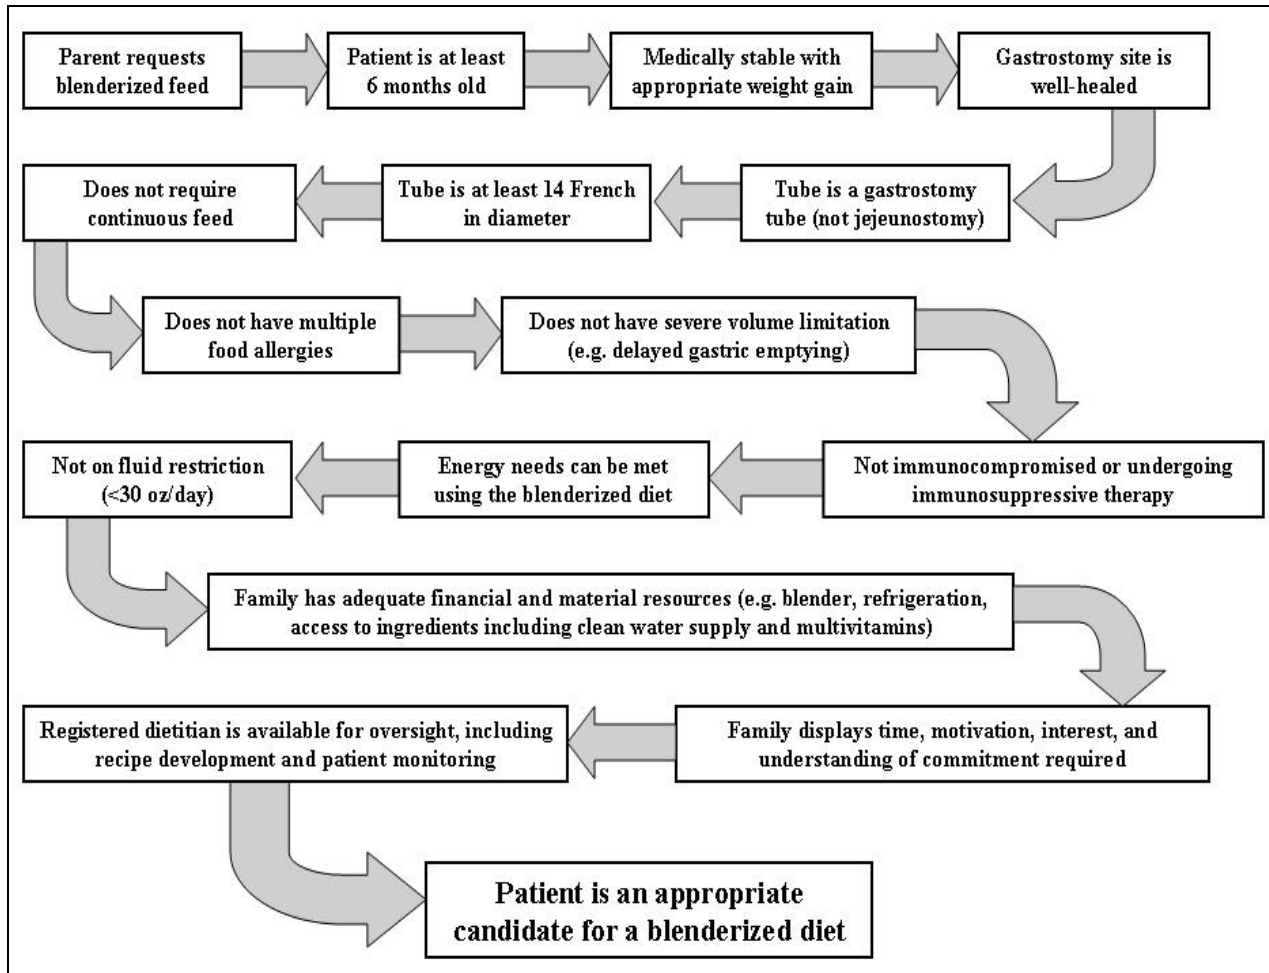 Parent requests
blenderized feed
Patient is at least
6 months old
Medically stable with
appropriate weight gain
Gastrostomy site is
well-healed
Tube is a gastrostomy
tube (not jejeunostomy)
Tube is at least 14 French
in diameter
Does not require
continuous feed
Does not have multiple
food allergies
Does not have severe volume limitation
(e.g. delayed gastric emptying)
Not immunocompromised or undergoing
immunosuppressive therapy
Energy needs can be met
using the blenderized diet
Not on fluid restriction
(<30 oz/day)
Family has adequate financial and material resources (e.g. blender, refrigeration,
access to ingredients including clean water supply and multivitamins)
Family displays time, motivation, interest, and
understanding of commitment required
Registered dietitian is available for oversight, including
recipe development and patient monitoring
Patient is an appropriate
candidate for a blenderized diet